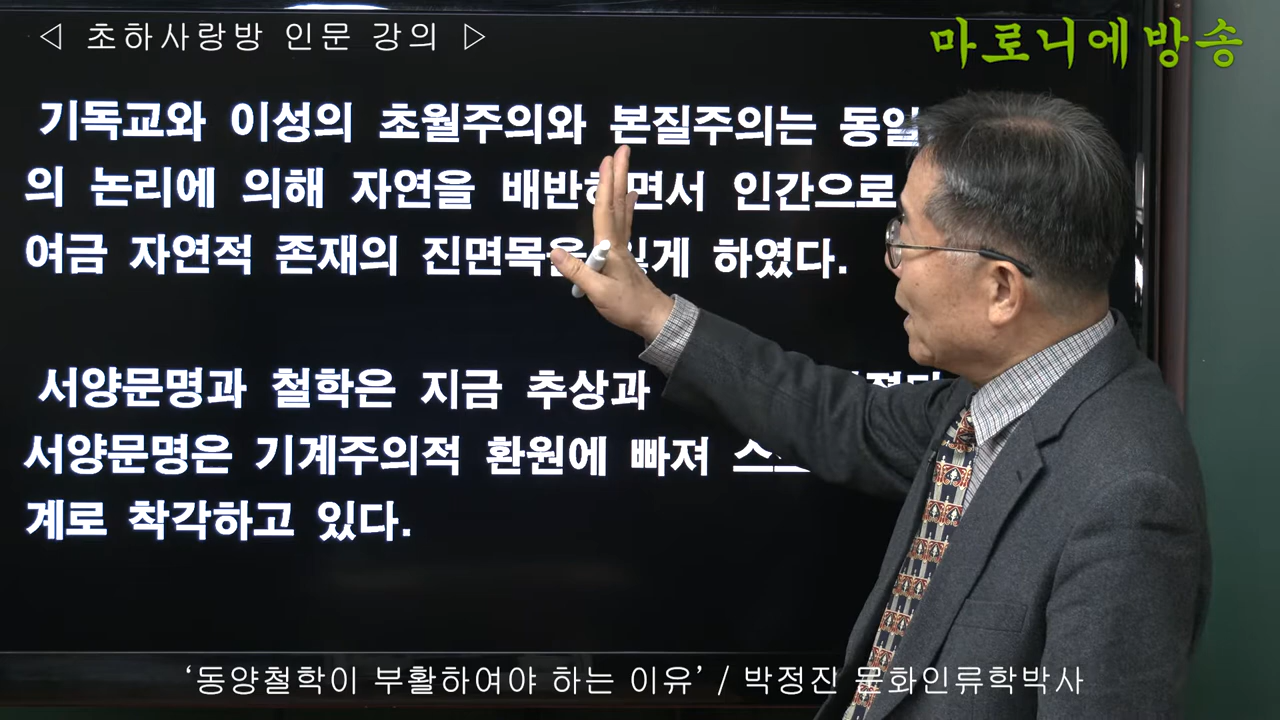 ◁ 초하사랑방 인문 강의 ▷
마로니에방송
기독교와 이성의 초월주의와 본질주의는 동일
의 논리에 의해 자연을 배반하면서 인간으로
여금 자연적 존재의 진면목을 잃게 하였다.
서양문명과 철학은 지금 추상과
서양문명은 기계주의적 환원에 빠져
계로 착각하고 있다.
‘동양철학이 부활하여야 하는 이유’ / 박정진 문화인류학박사